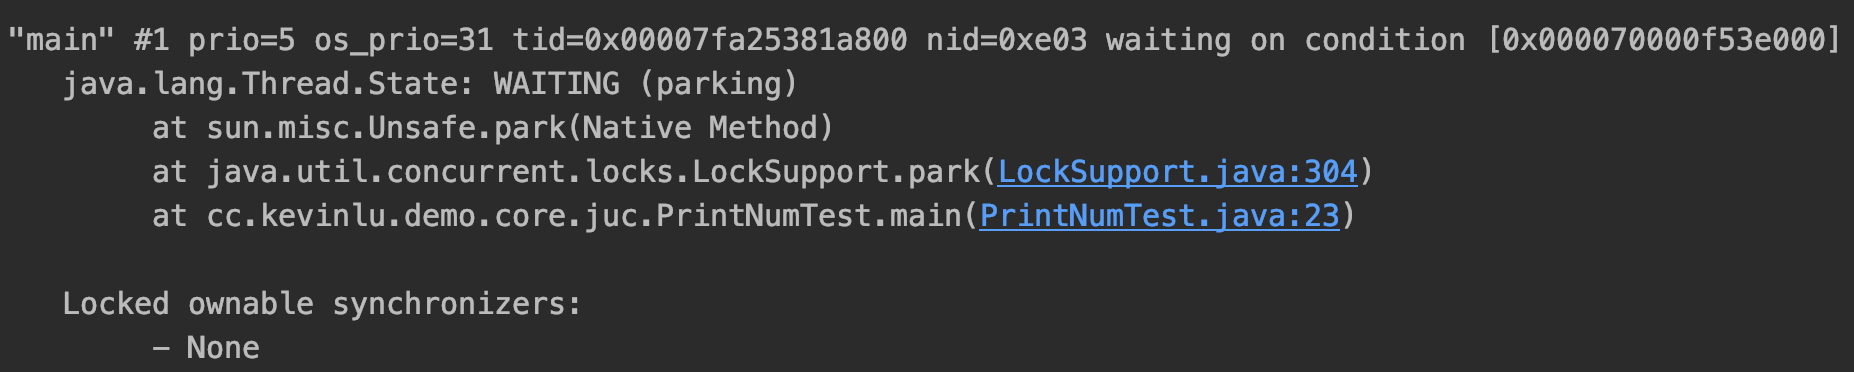 "main" #1 prio=5 os_prio=31 tid=0x00007fa25381a800 nid=0xe03 waiting on condition [0x000070000f53e000]
java.lang.Thread.State: WAITING (parking)
at sun.misc.Unsafe.park(Native Method)
at java.util.concurrent.locks.LockSupport.park(LockSupport.java:304)
at cc.kevinlu.demo.core.juc.PrintNumTest.main(PrintNumTest.java:23)
Locked ownable synchronizers:
– None